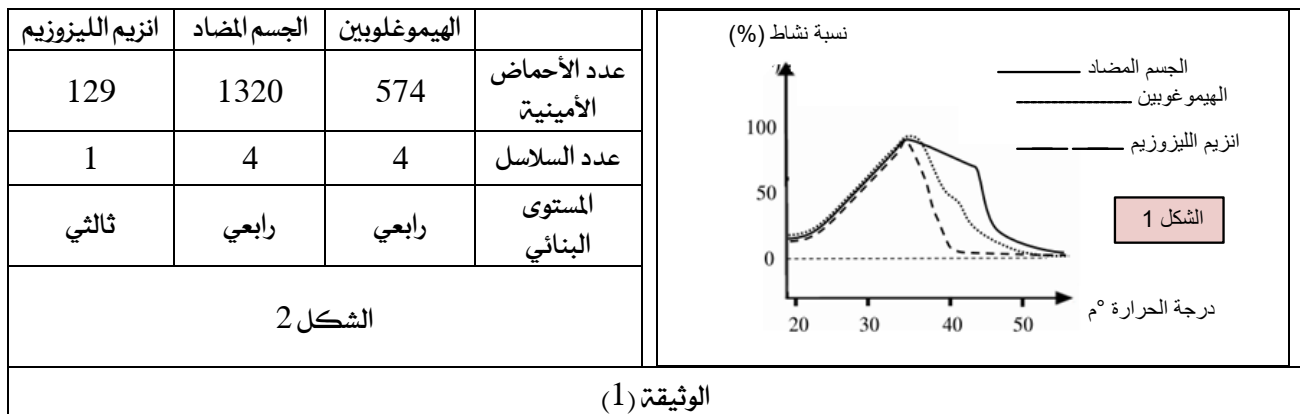 الهيموغلوبين الجسم المضاد انزيم الليزوزيم
عدد الأحماض الأمينية 574 1320 129
عدد السلاسل 4 4 1
المستوى البنائي رابعي رابعي ثالثي
الشكل 2
نسبة نشاط (%)
الجسم المضاد
الهيموغوبين
انزيم الليزوزيم
100
50
0
الشكل 1
20 30 40 50
درجة الحرارة °م
الوثيقة (1)